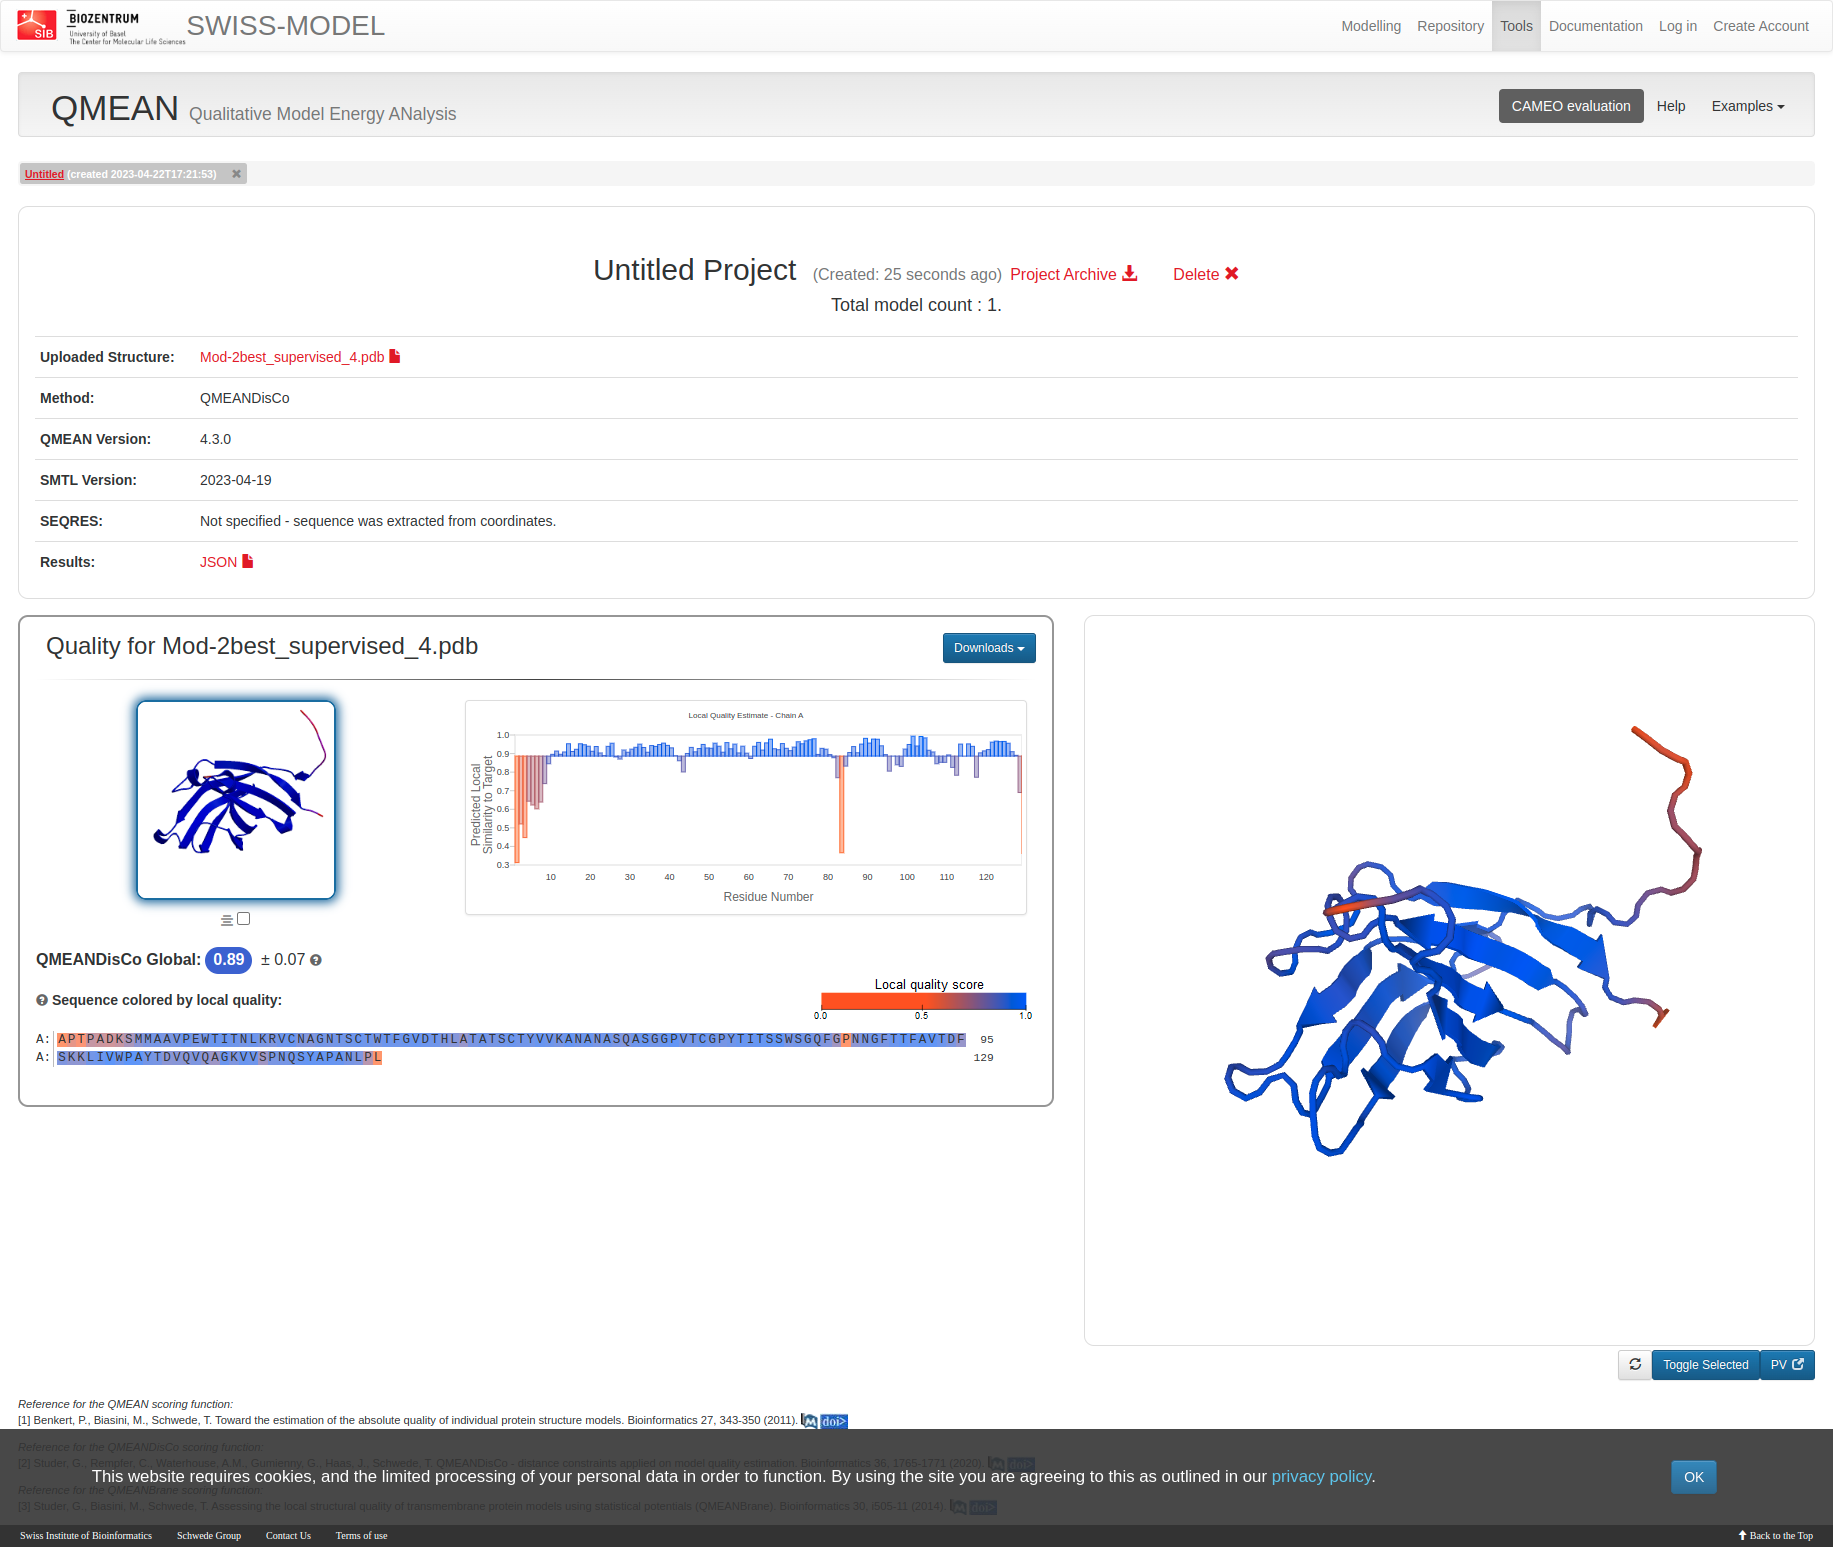 SIB
BIOZENTRUM
University of Basel
The Center for Molecular Life Sciences
SWISS-MODEL
Modelling Repository Tools Documentation Log in Create Account
QMEAN Qualitative Model Energy ANalysis
CAMEO evaluation Help Examples
Untitled (created 2023-04-22T17:21:53)
Untitled Project (Created: 25 seconds ago) Project Archive Delete
Total model count : 1.
Uploaded Structure: Mod-2best_supervised_4.pdb
Method: QMEANDisCo
QMEAN Version: 4.3.0
SMTL Version: 2023-04-19
SEQRES: Not specified - sequence was extracted from coordinates.
Results: JSON
Quality for Mod-2best_supervised_4.pdb
Downloads
Local Quality Estimate - Chain A
Predicted Local
Similarity to Target
1.0
0.9
0.8
0.7
0.6
0.5
0.4
0.3
10 20 30 40 50 60 70 80 90 100 110 120
Residue Number
QMEANDisCo Global: 0.89 ± 0.07
Sequence colored by local quality:
Local quality score
0.0 0.5 1.0
A: APTPADKSMMAAVPEWTITNLKRVCNAGNTSCTWTFGVDTHLATATSCTYVVKANANASQASGGPVTCGPYTITSSWSGQFGPNNGFTTFAVTDF 95
A: SKKLIVWPAYTDVQVQAGKVVSPNQSYAPANLPL 129
Toggle Selected PV
Reference for the QMEAN scoring function:
[1] Benkert, P., Biasini, M., Schwede, T. Toward the estimation of the absolute quality of individual protein structure models. Bioinformatics 27, 343-350 (2011). doi>
Reference for the QMEANDisCo scoring function:
[2] Studer, G., Rempfer, C., Waterhouse, A.M., Gumienny, G., Haas, J., Schwede, T. QMEANDisCo - distance constraints applied on model quality estimation. Bioinformatics 36, 1765-1771 (2020). doi>
This website requires cookies, and the limited processing of your personal data in order to function. By using the site you are agreeing to this as outlined in our privacy policy.
OK
Reference for the QMEANBrane scoring function:
[3] Studer, G., Biasini, M., Schwede, T. Assessing the local structural quality of transmembrane protein models using statistical potentials (QMEANBrane). Bioinformatics 30, i505-11 (2014). doi>
Swiss Institute of Bioinformatics Schwede Group Contact Us Terms of use Back to the Top